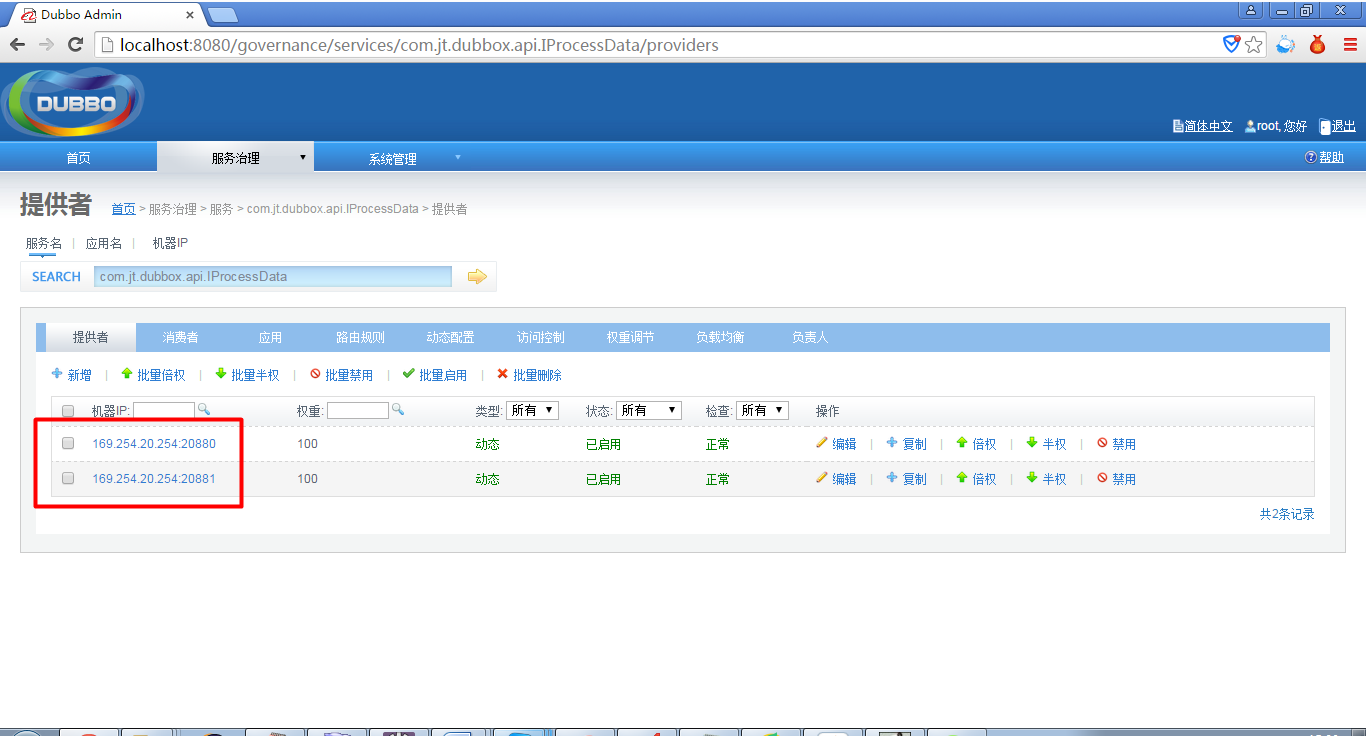 Dubbo Admin
localhost:8080/governance/services/com.jt.dubbox.api.IProcessData/providers
DUBBO
简体中文 root, 您好 退出
首页 服务治理 系统管理 帮助
提供者 首页 > 服务治理 > 服务 > com.jt.dubbox.api.IProcessData > 提供者
服务名 | 应用名 | 机器IP
SEARCH com.jt.dubbox.api.IProcessData
提供者 消费者 应用 路由规则 动态配置 访问控制 权重调节 负载均衡 负责人
新增 | 批量倍权 | 批量半权 | 批量禁用 | 批量启用 | 批量删除
机器IP: 权重: 类型: 所有 状态: 所有 检查: 所有 操作
169.254.20.254:20880 100 动态 已启用 正常 编辑 | 复制 | 倍权 | 半权 | 禁用
169.254.20.254:20881 100 动态 已启用 正常 编辑 | 复制 | 倍权 | 半权 | 禁用
共2条记录